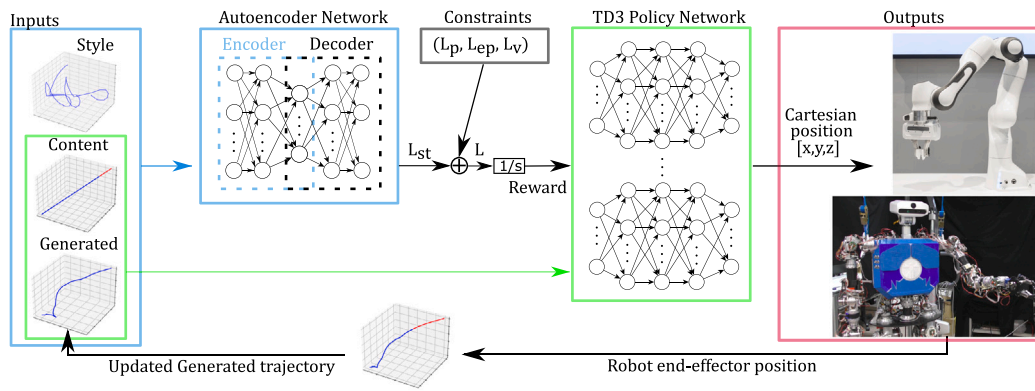 Inputs
Autoencoder Network
Constraints
TD3 Policy Network
Outputs
Style
Encoder
Decoder
(Lp, Lep, Lv)
Content
Lst
L
1/s
Reward
Cartesian
position
[x,y,z]
Generated
Updated Generated trajectory
Robot end-effector position